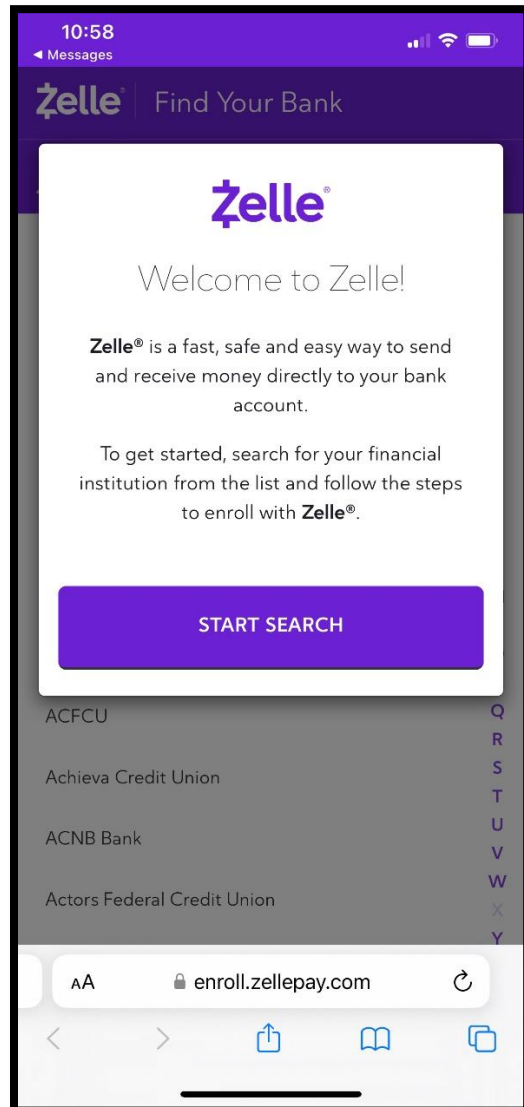 10:58
◀ Messages
Zelle® | Find Your Bank
Zelle®
Welcome to Zelle!
Zelle® is a fast, safe and easy way to send
and receive money directly to your bank
account.
To get started, search for your financial
institution from the list and follow the steps
to enroll with Zelle®.
START SEARCH
ACFCU
Achieva Credit Union
ACNB Bank
Actors Federal Credit Union
Q
R
S
T
U
V
W
X
Y
AA
enroll.zellepay.com